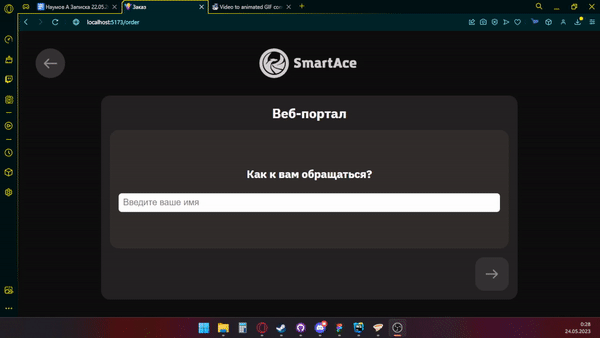 Наумов А Записка 22.05.2
Заказ
Video to animated GIF con
localhost:5173/order
SmartAce
Веб-портал
Как к вам обращаться?
Введите ваше имя
0:28
24.05.2023